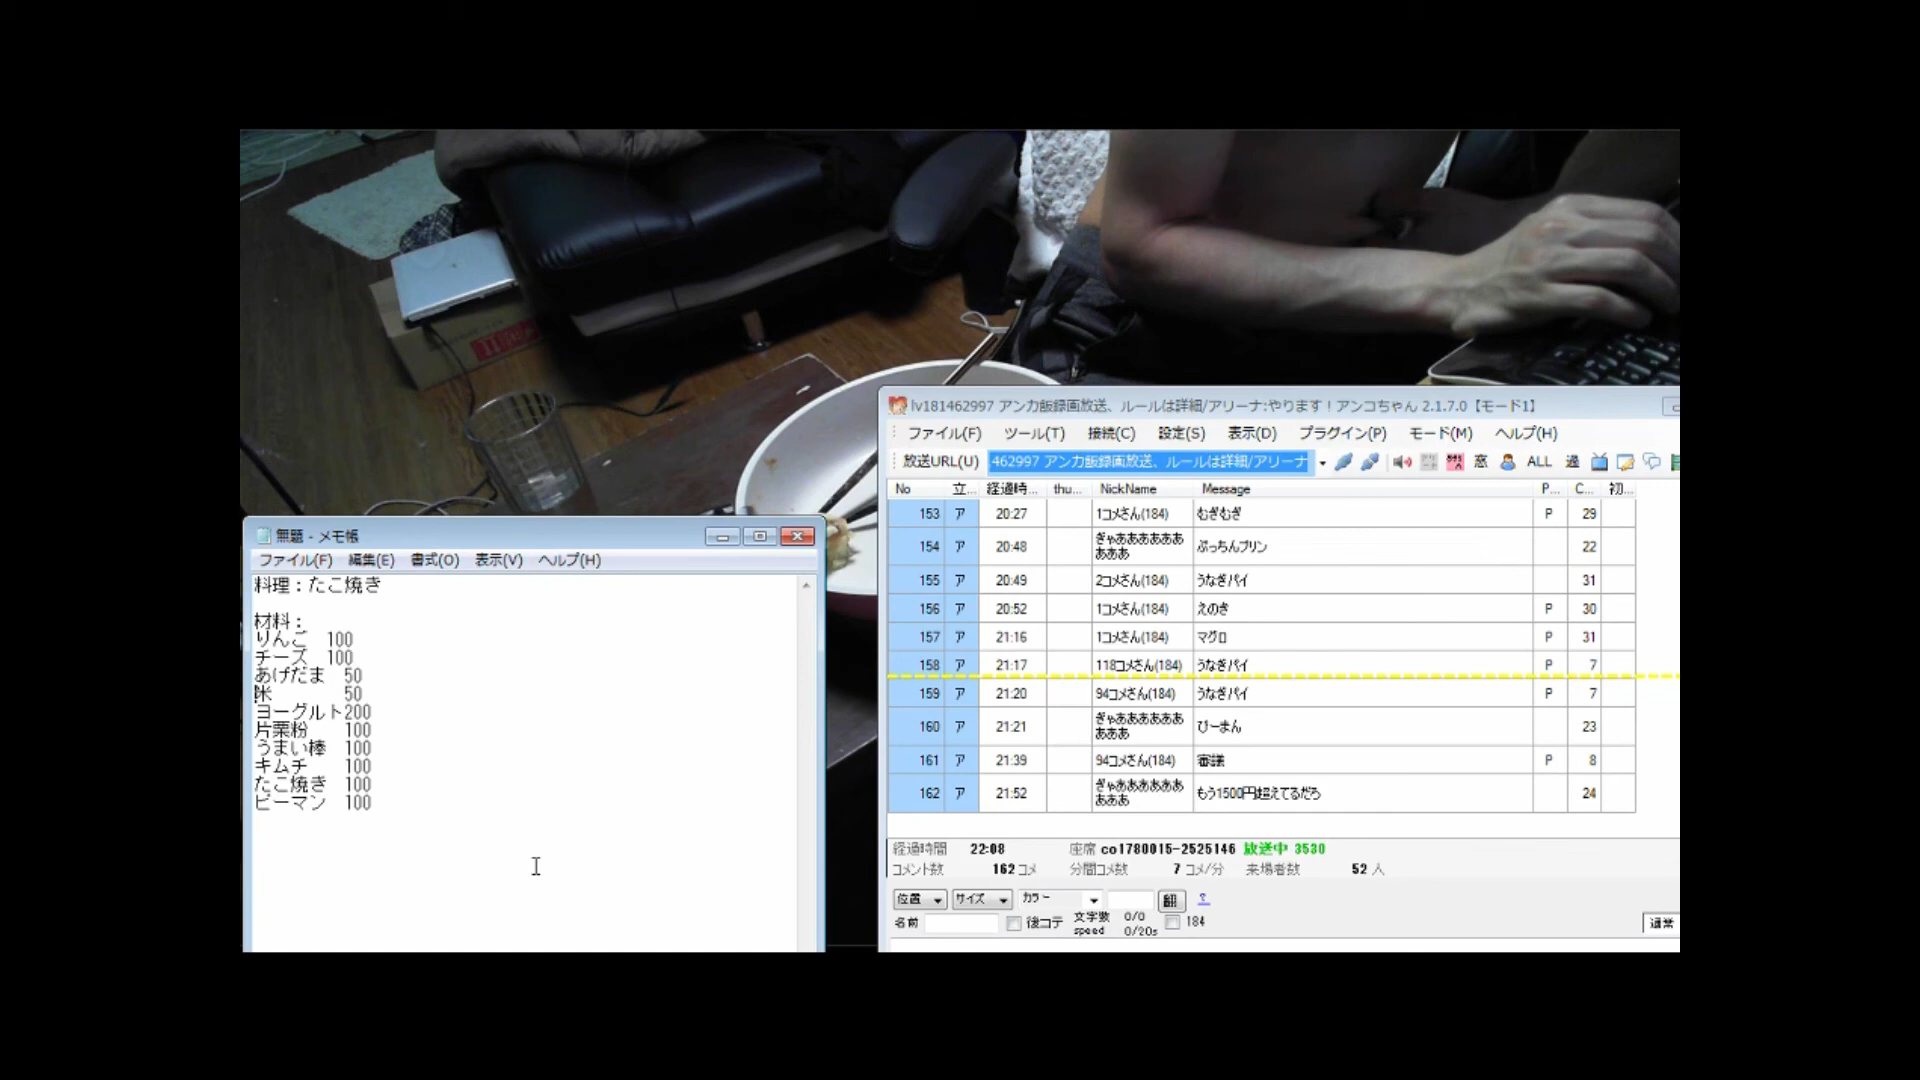 lv181462997 アンカ飯録画放送、ルールは詳細/アリーナ:やります！アンコちゃん 2.1.7.0【モード1】
ファイル(F) ツール(T) 接続(C) 設定(S) 表示(D) プラグイン(P) モード(M) ヘルプ(H)
放送URL(U) 462997 アンカ飯録画放送、ルールは詳細/アリーナ 窓 ALL 過
No 立... 経過時... thu... NickName Message P... C... 初...
153 ア 20:27 1コメさん(184) むぎむぎ P 29
154 ア 20:48 ぎゃああああああ
あああ ぷっちんプリン 22
155 ア 20:49 2コメさん(184) うなぎパイ 31
156 ア 20:52 1コメさん(184) えのき P 30
157 ア 21:16 1コメさん(184) マグロ P 31
158 ア 21:17 118コメさん(184) うなぎパイ P 7
159 ア 21:20 94コメさん(184) うなぎパイ P 7
160 ア 21:21 ぎゃああああああ
あああ ぴーまん 23
161 ア 21:39 94コメさん(184) 審議 P 8
162 ア 21:52 ぎゃああああああ
あああ もう1500円超えてるだろ 24
経過時間 22:08 座席 co1780015-2525146 放送中 3530
コメント数 162コメ 分間コメ数 7 コメ/分 来場者数 52 人
位置 サイズ カラー 翻 ?
名前 後コテ 文字数 0/0 184 通常
speed 0/20s
無題 - メモ帳
ファイル(F) 編集(E) 書式(O) 表示(V) ヘルプ(H)
料理：たこ焼き
材料：
りんご 100
チーズ 100
あげだま 50
米 50
ヨーグルト200
片栗粉 100
うまい棒 100
キムチ 100
たこ焼き 100
ピーマン 100